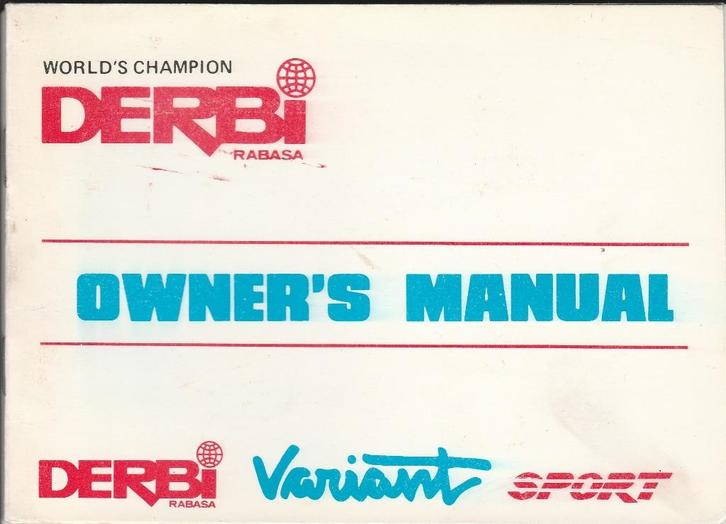 WORLD'S CHAMPION
DERBi
RABASA
OWNER'S MANUAL
DERBi
RABASA
Variant
SPORT